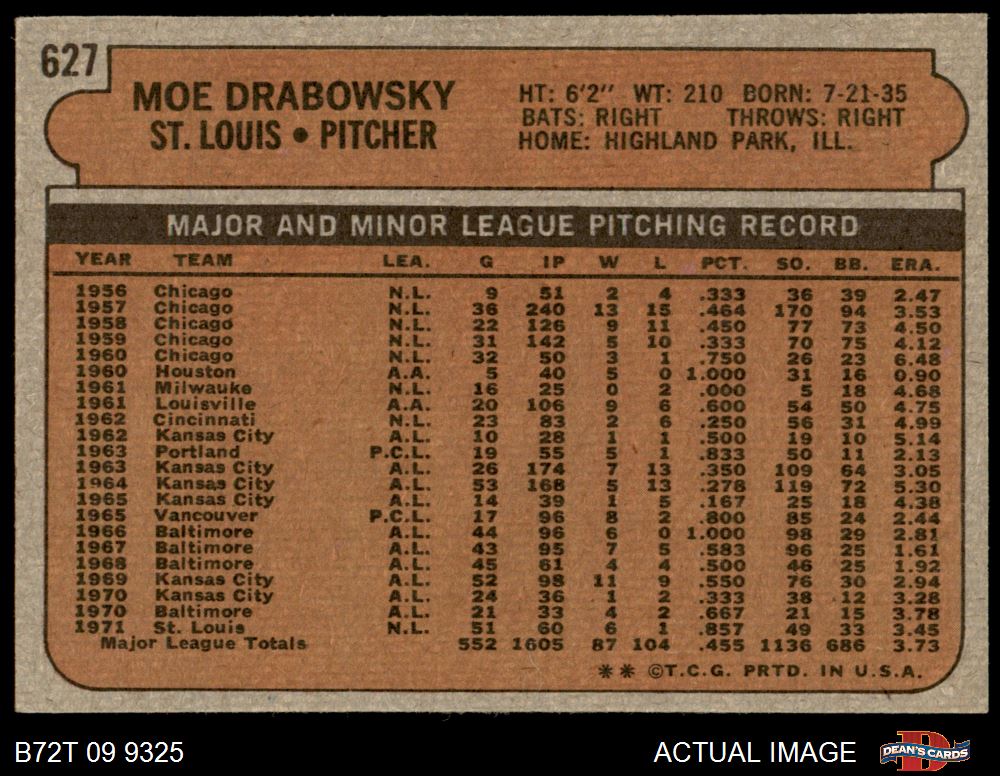 627
MOE DRABOWSKY
ST. LOUIS • PITCHER
HT: 6'2" WT: 210 BORN: 7-21-35
BATS: RIGHT THROWS: RIGHT
HOME: HIGHLAND PARK, ILL.
MAJOR AND MINOR LEAGUE PITCHING RECORD
YEAR TEAM LEA. G IP W L PCT. SO. BB. ERA.
1956 Chicago N.L. 9 51 2 4 .333 36 39 2.47
1957 Chicago N.L. 36 240 13 15 .464 170 94 3.53
1958 Chicago N.L. 22 126 9 11 .450 77 73 4.50
1959 Chicago N.L. 31 142 5 10 .333 70 75 4.12
1960 Chicago N.L. 32 50 3 1 .750 26 23 6.48
1960 Houston A.A. 5 40 5 0 1.000 31 16 0.90
1961 Milwauke N.L. 16 25 0 2 .000 5 18 4.68
1961 Louisville A.A. 20 106 9 6 .600 54 50 4.75
1962 Cincinnati N.L. 23 83 2 6 .250 56 31 4.99
1962 Kansas City A.L. 10 28 1 1 .500 19 10 5.14
1963 Portland P.C.L. 19 55 5 1 .833 50 11 2.13
1963 Kansas City A.L. 26 174 7 13 .350 109 64 3.05
1964 Kansas City A.L. 53 168 5 13 .278 119 72 5.30
1965 Kansas City A.L. 14 39 1 5 .167 25 18 4.38
1965 Vancouver P.C.L. 17 96 8 2 .800 85 24 2.44
1966 Baltimore A.L. 44 96 6 0 1.000 98 29 2.81
1967 Baltimore A.L. 43 95 7 5 .583 96 25 1.61
1968 Baltimore A.L. 45 61 4 4 .500 46 25 1.92
1969 Kansas City A.L. 52 98 11 9 .550 76 30 2.94
1970 Kansas City A.L. 24 36 1 2 .333 38 12 3.28
1970 Baltimore A.L. 21 33 4 2 .667 21 15 3.78
1971 St. Louis N.L. 51 60 6 1 .857 49 33 3.45
Major League Totals 552 1605 87 104 .455 1136 686 3.73
** ©T.C.G. PRTD. IN U.S.A.
B72T 09 9325 ACTUAL IMAGE DEAN'S CARDS